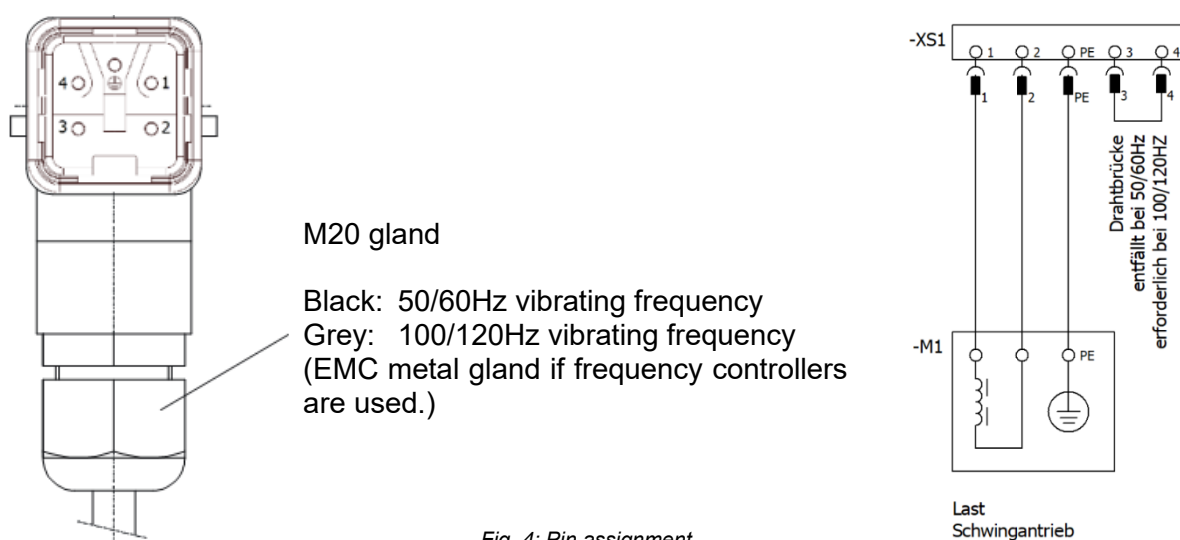 4
1
3
2
M20 gland
Black: 50/60Hz vibrating frequency
Grey: 100/120Hz vibrating frequency
(EMC metal gland if frequency controllers
are used.)
Fig. 4: Pin assignment
-XS1
1 2 PE 3 4
1 2 PE 3 4
Drahtbrücke
entfällt bei 50/60Hz
erforderlich bei 100/120HZ
-M1
PE
Last
Schwingantrieb